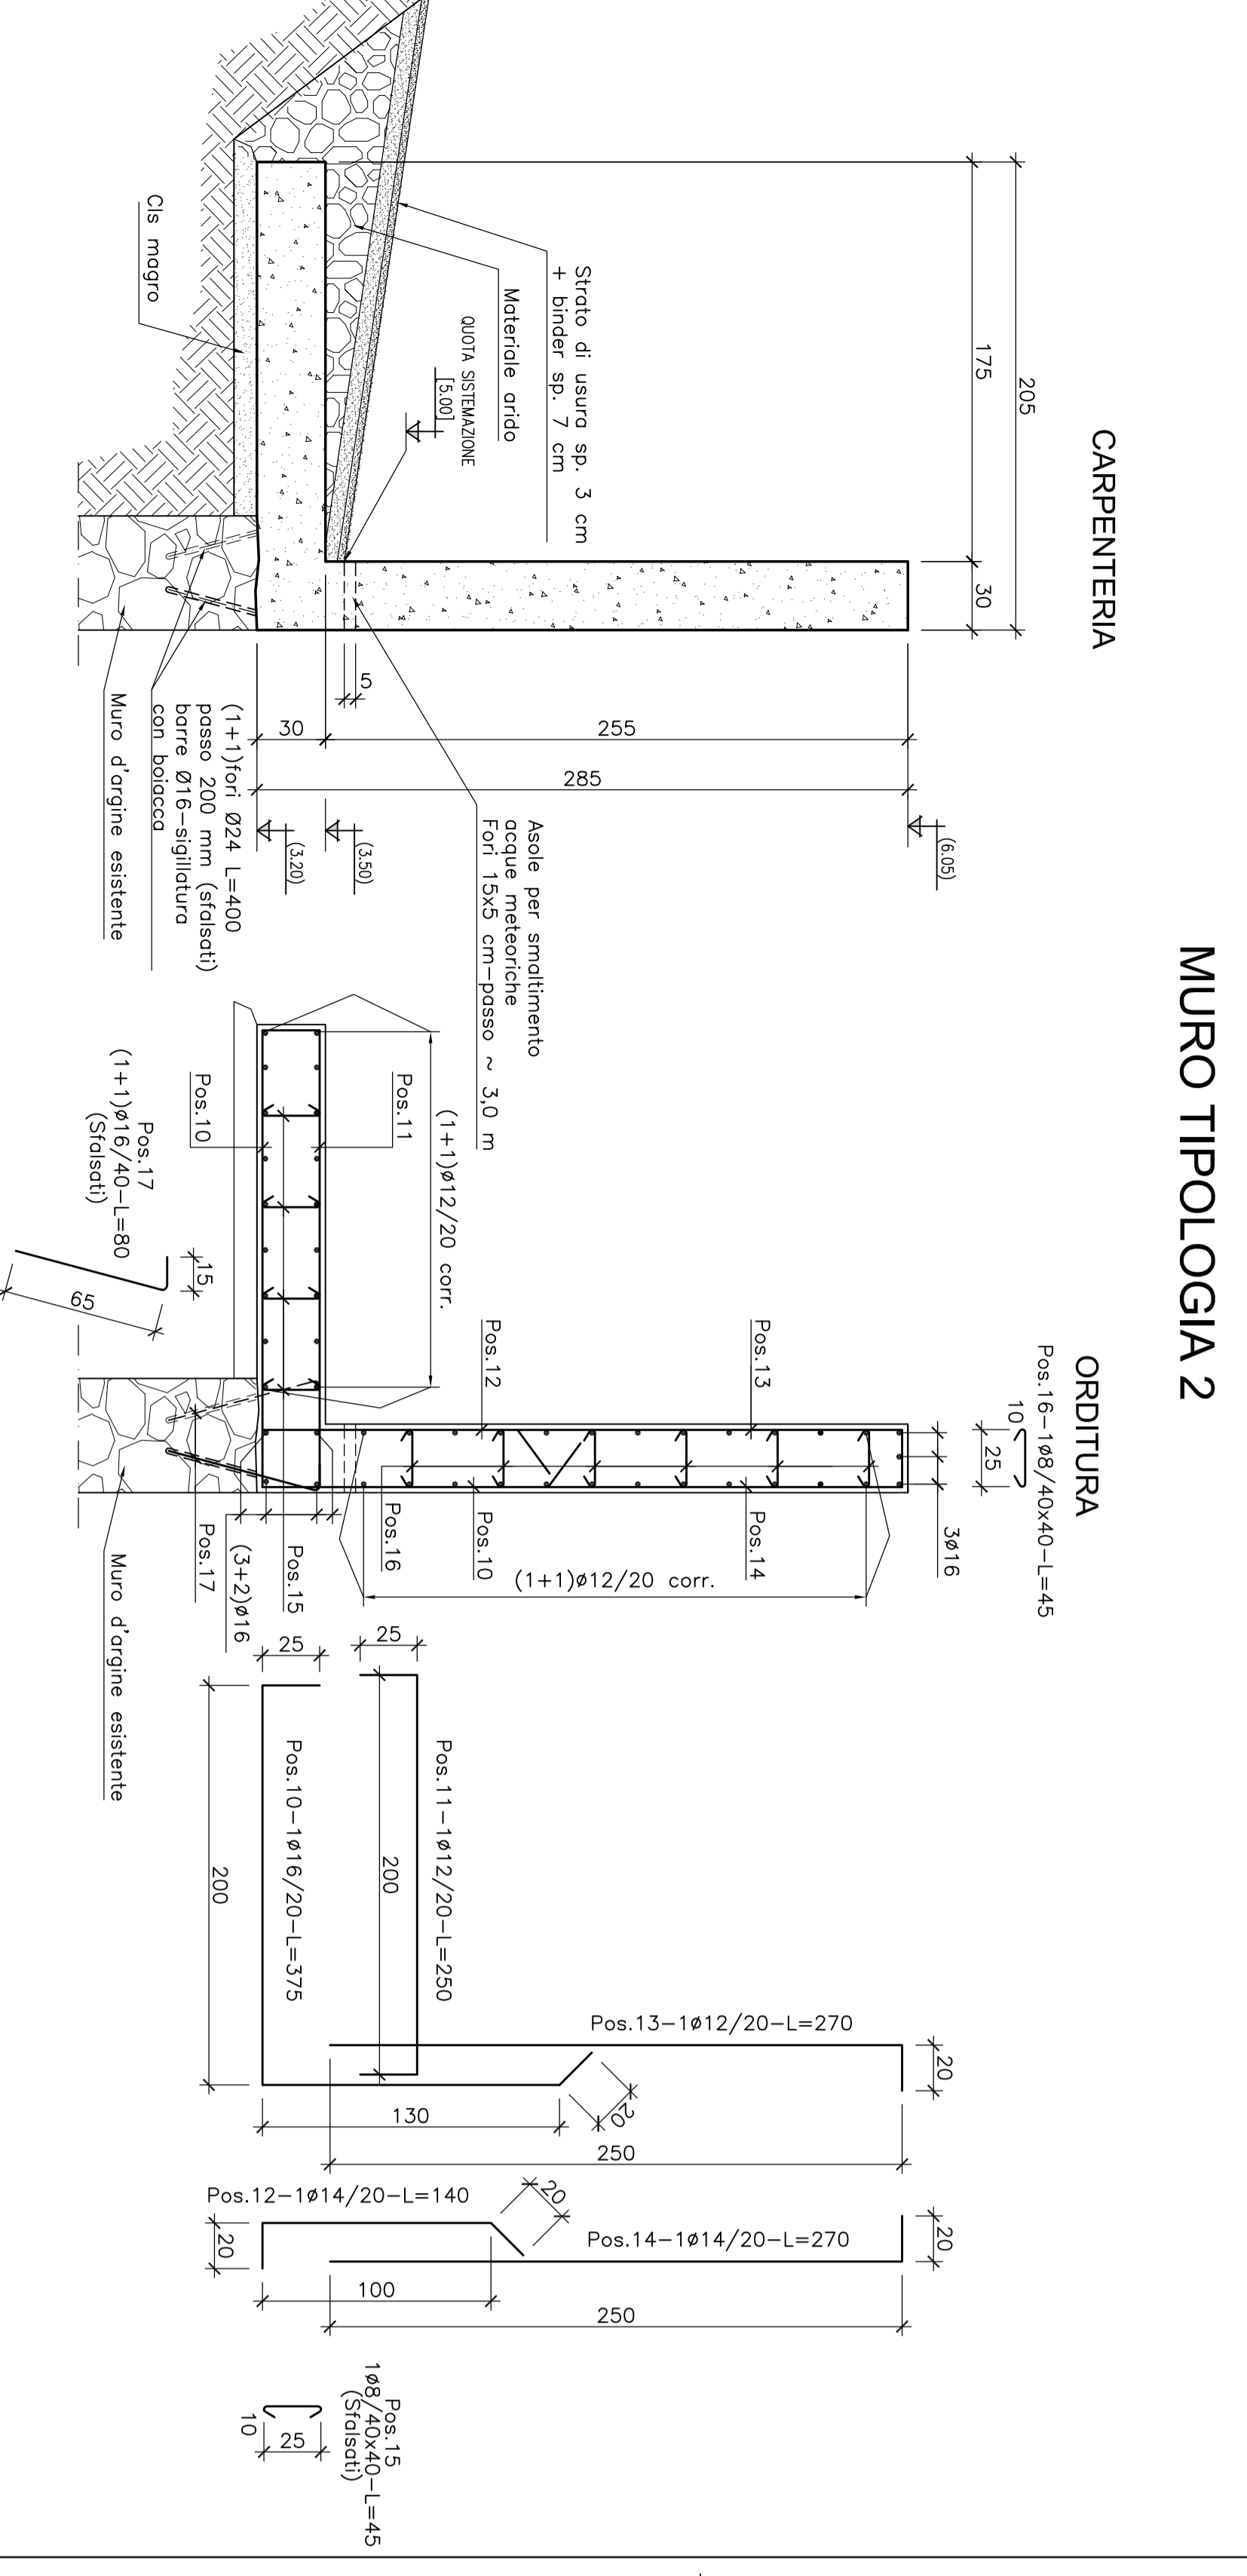 MURO TIPOLOGIA 2
CARPENTERIA
205
175
30
Strato di usura sp. 3 cm
+ binder sp. 7 cm
Materiale arido
QUOTA SISTEMAZIONE
[5.00]
Cls magro
5
30
255
285
(6.05)
(3.50)
(3.20)
Asole per smaltimento
acque meteoriche
Fori 15x5 cm-passo ~ 3,0 m
(1+1)fori Ø24 L=400
passo 200 mm (sfalsati)
barre Ø16-sigillatura
con boiacca
Muro d'argine esistente
ORDITURA
Pos.16-1ø8/40x40-L=45
10
25
3ø16
Pos.13
Pos.12
Pos.11
(1+1)ø12/20 corr.
Pos.10
Pos.17
(1+1)ø16/40-L=80
(Sfalsati)
15
65
Pos.14
Pos.10
Pos.16
(1+1)ø12/20 corr.
Pos.15
(3+2)ø16
Pos.17
Muro d'argine esistente
25
25
Pos.11-1ø12/20-L=250
200
Pos.10-1ø16/20-L=375
200
Pos.13-1ø12/20-L=270
20
20
130
250
Pos.12-1ø14/20-L=140
20
20
Pos.14-1ø14/20-L=270
20
100
250
Pos.15
1ø8/40x40-L=45
(Sfalsati)
25
10